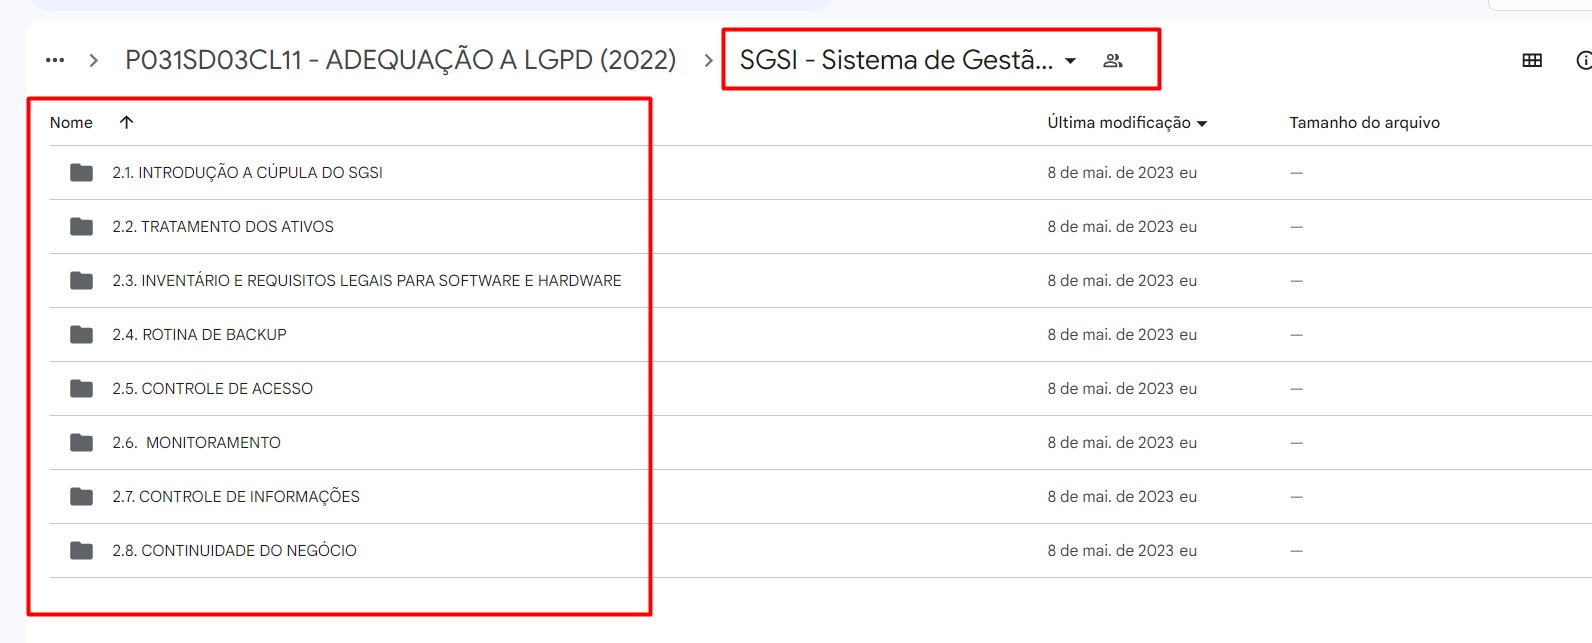 ... > P031SD03CL11 - ADEQUAÇÃO A LGPD (2022) > SGSI - Sistema de Gestã...
Nome Última modificação Tamanho do arquivo
2.1. INTRODUÇÃO A CÚPULA DO SGSI 8 de mai. de 2023 eu —
2.2. TRATAMENTO DOS ATIVOS 8 de mai. de 2023 eu —
2.3. INVENTÁRIO E REQUISITOS LEGAIS PARA SOFTWARE E HARDWARE 8 de mai. de 2023 eu —
2.4. ROTINA DE BACKUP 8 de mai. de 2023 eu —
2.5. CONTROLE DE ACESSO 8 de mai. de 2023 eu —
2.6.  MONITORAMENTO 8 de mai. de 2023 eu —
2.7. CONTROLE DE INFORMAÇÕES 8 de mai. de 2023 eu —
2.8. CONTINUIDADE DO NEGÓCIO 8 de mai. de 2023 eu —